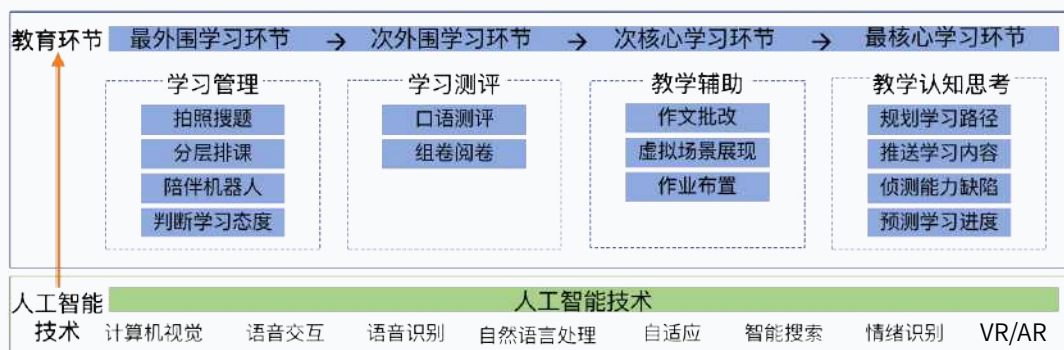 教育环节 最外围学习环节 → 次外围学习环节 → 次核心学习环节 → 最核心学习环节
学习管理
拍照搜题
分层排课
陪伴机器人
判断学习态度
学习测评
口语测评
组卷阅卷
教学辅助
作文批改
虚拟场景展现
作业布置
教学认知思考
规划学习路径
推送学习内容
侦测能力缺陷
预测学习进度
人工智能
技术
人工智能技术
计算机视觉 语音交互 语音识别 自然语言处理 自适应 智能搜索 情绪识别 VR/AR